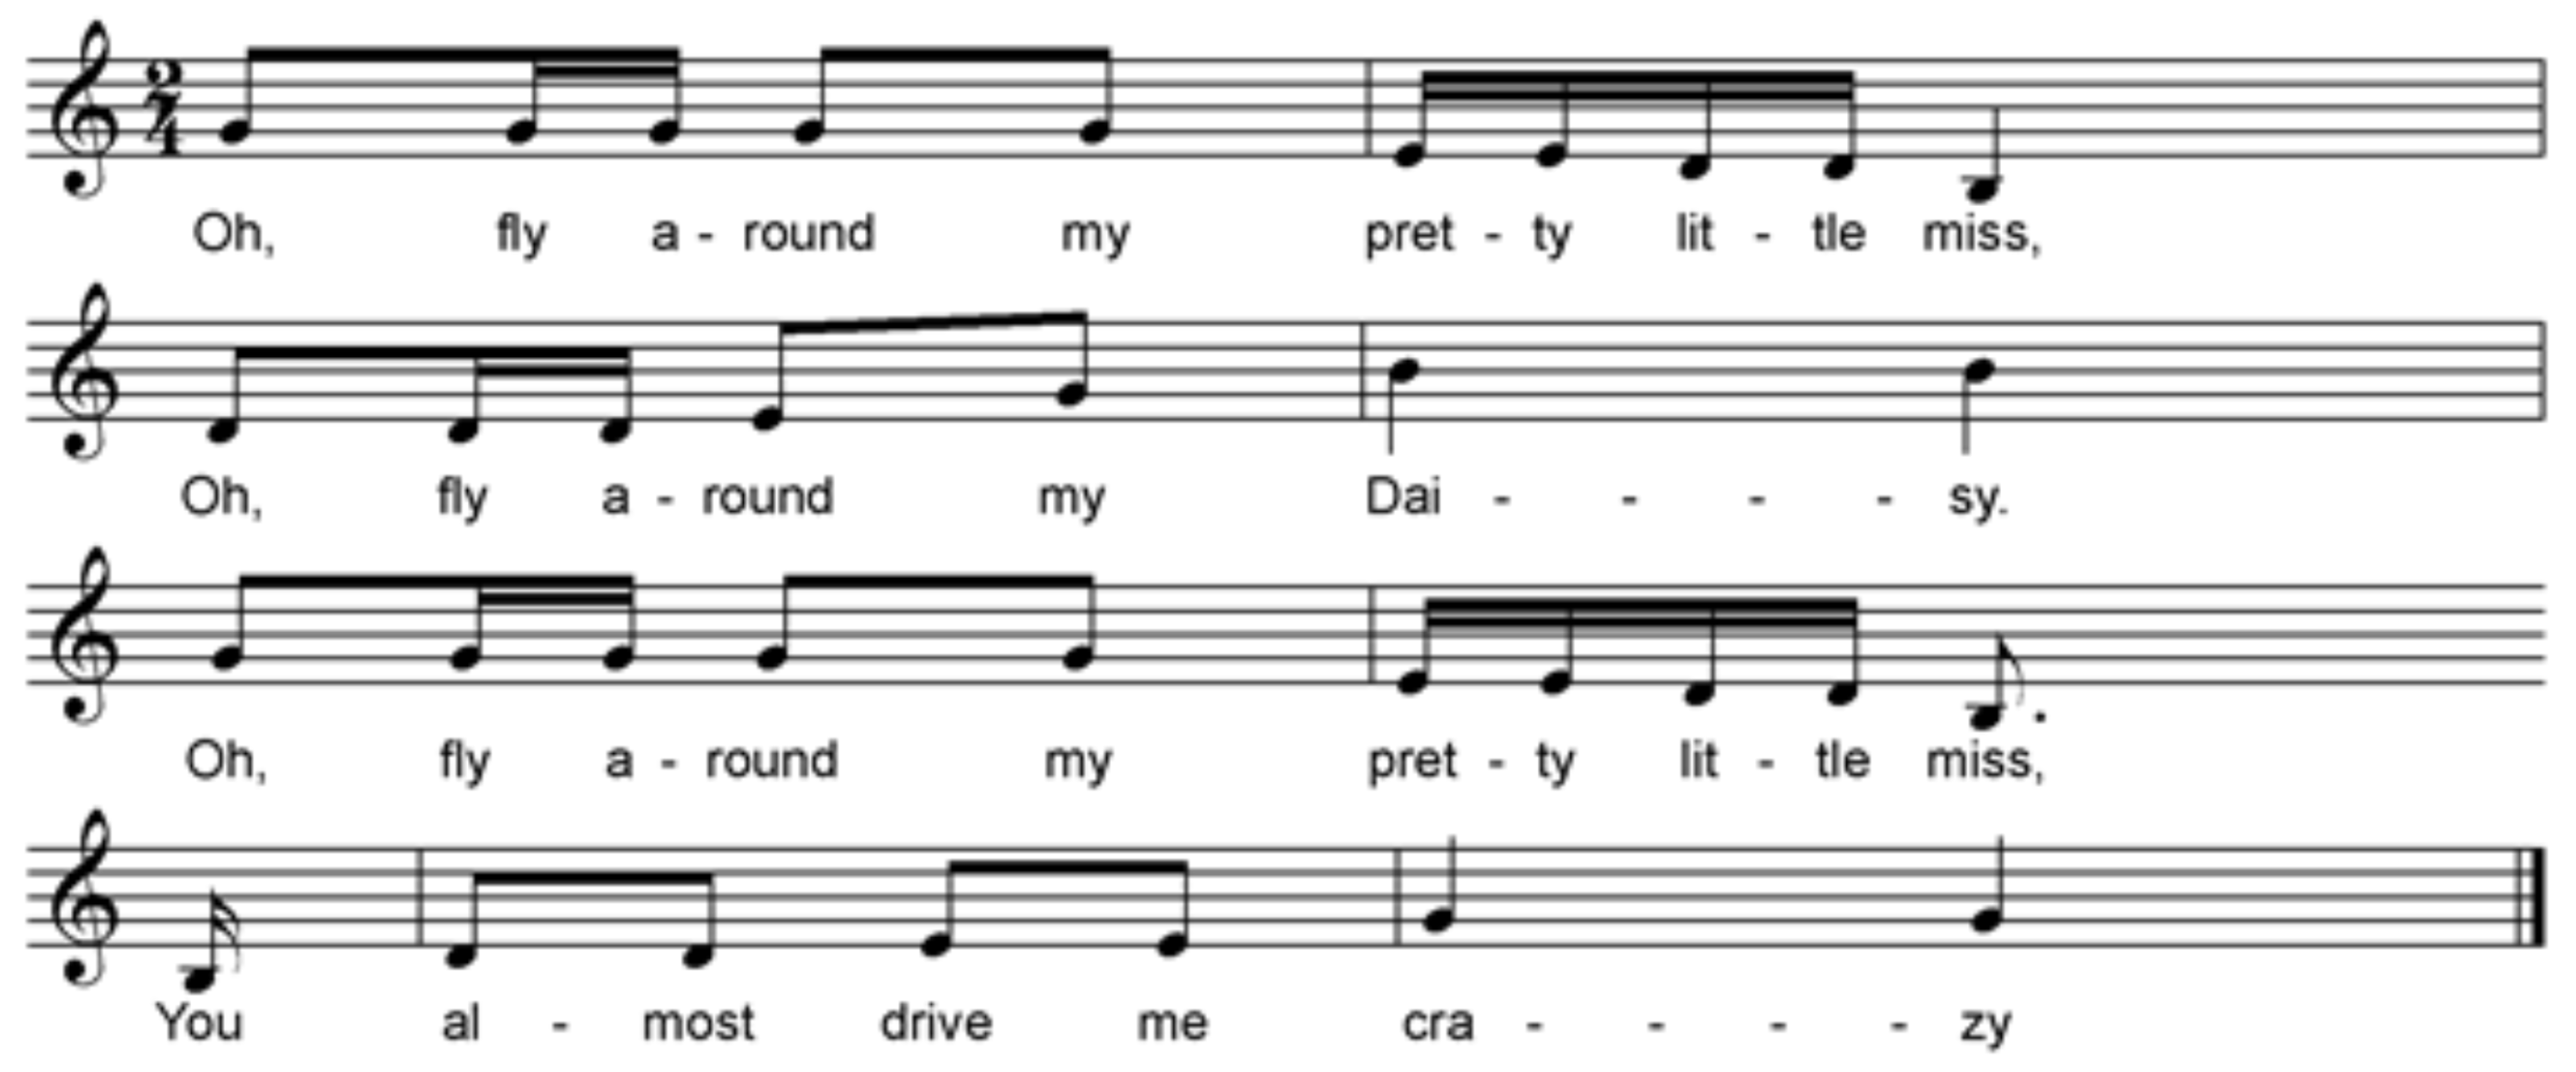 2 4
Oh, fly a - round my pret - ty lit - tle miss,
Oh, fly a - round my Dai - - - - sy.
Oh, fly a - round my pret - ty lit - tle miss,
You al - most drive me cra - - - - zy